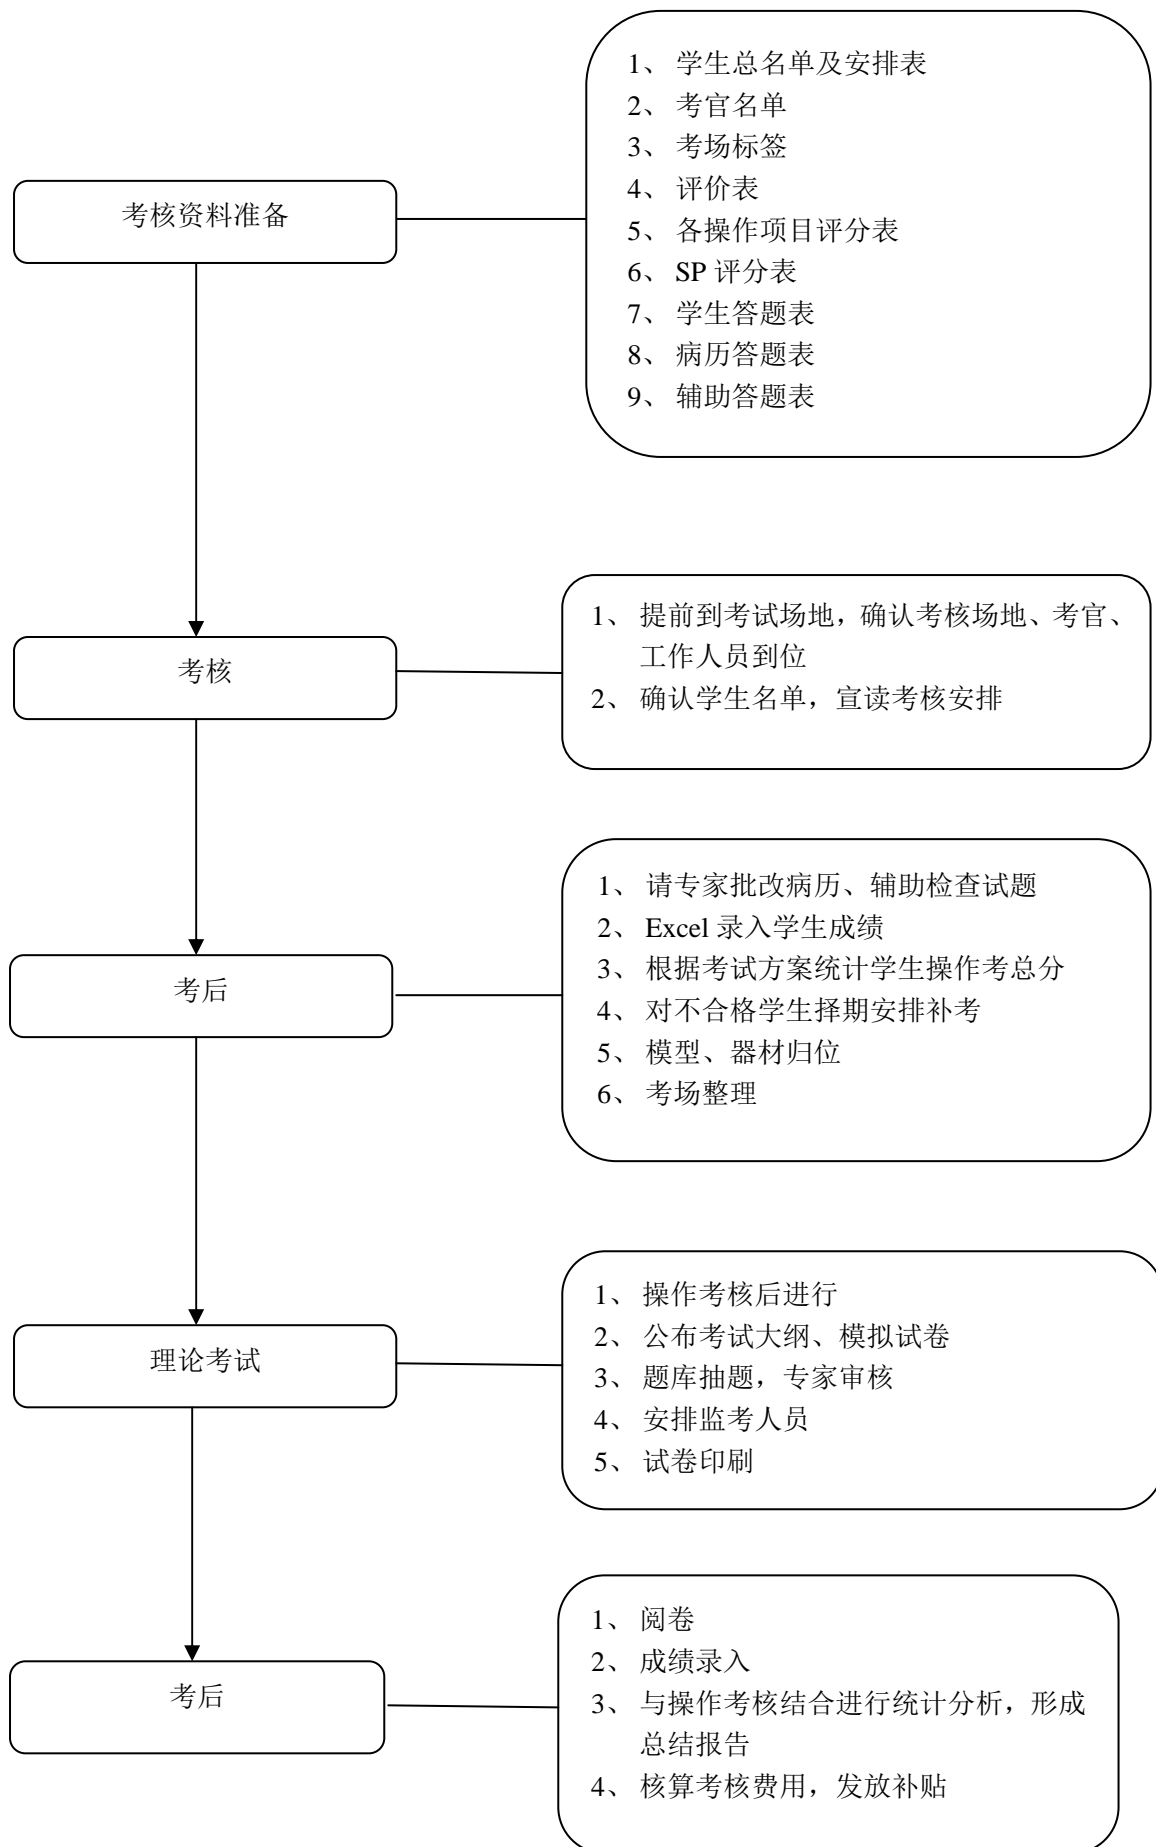 考核资料准备
1、 学生总名单及安排表
2、 考官名单
3、 考场标签
4、 评价表
5、 各操作项目评分表
6、 SP 评分表
7、 学生答题表
8、 病历答题表
9、 辅助答题表
考核
1、 提前到考试场地，确认考核场地、考官、
工作人员到位
2、 确认学生名单，宣读考核安排
考后
1、 请专家批改病历、辅助检查试题
2、 Excel 录入学生成绩
3、 根据考试方案统计学生操作考总分
4、 对不合格学生择期安排补考
5、 模型、器材归位
6、 考场整理
理论考试
1、 操作考核后进行
2、 公布考试大纲、模拟试卷
3、 题库抽题，专家审核
4、 安排监考人员
5、 试卷印刷
考后
1、 阅卷
2、 成绩录入
3、 与操作考核结合进行统计分析，形成
总结报告
4、 核算考核费用，发放补贴